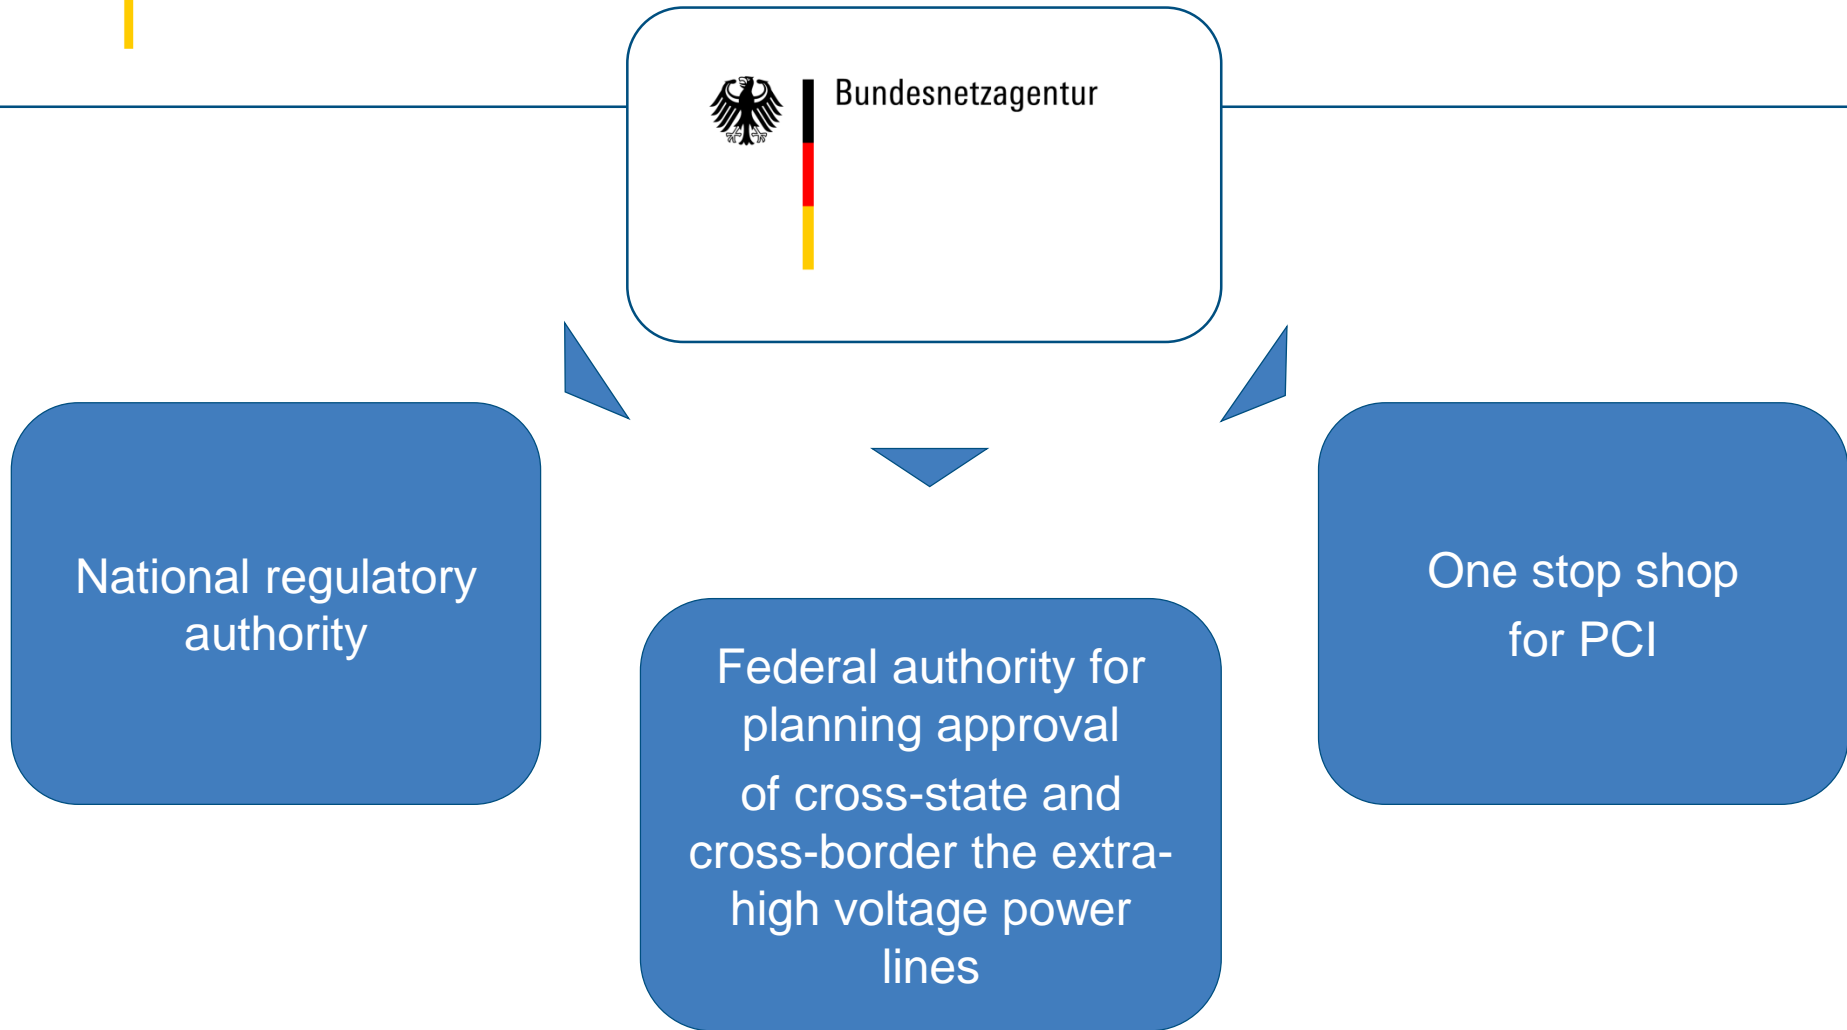 Bundesnetzagentur
National regulatory
authority
Federal authority for
planning approval
of cross-state and
cross-border the extra-
high voltage power
lines
One stop shop
for PCI